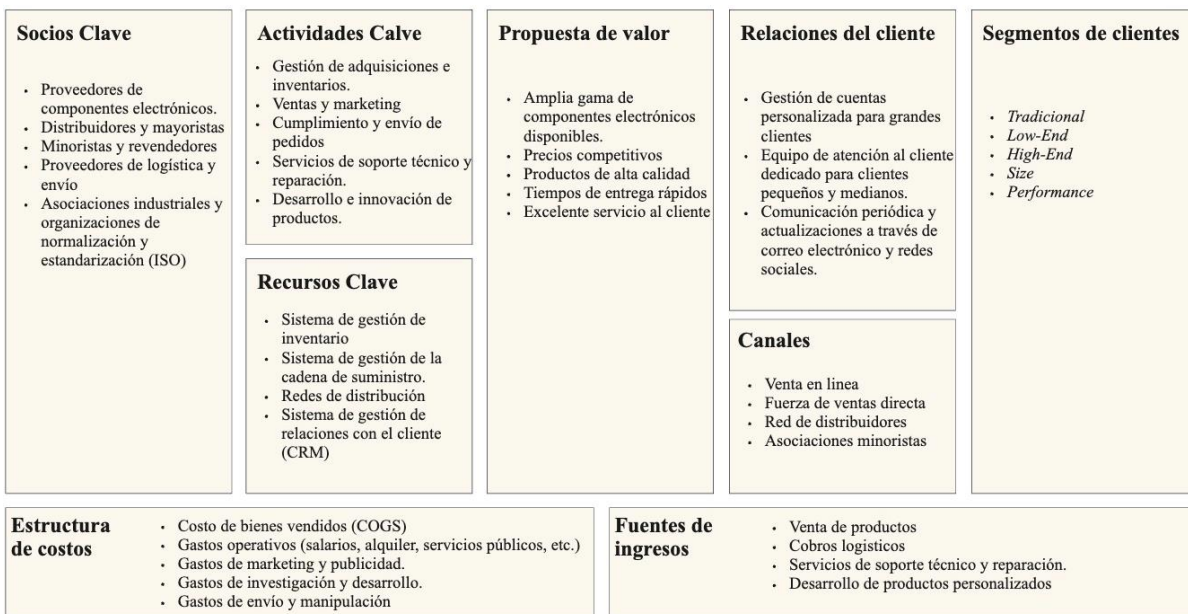 Socios Clave
• Proveedores de
componentes electrónicos.
• Distribuidores y mayoristas
• Minoristas y revendedores
• Proveedores de logística y
envío
• Asociaciones industriales y
organizaciones de
normalización y
estandarización (ISO)
Actividades Calve
• Gestión de adquisiciones e
inventarios.
• Ventas y marketing
• Cumplimiento y envío de
pedidos
• Servicios de soporte técnico y
reparación.
• Desarrollo e innovación de
productos.
Recursos Clave
• Sistema de gestión de
inventario
• Sistema de gestión de la
cadena de suministro.
• Redes de distribución
• Sistema de gestión de
relaciones con el cliente
(CRM)
Propuesta de valor
• Amplia gama de
componentes electrónicos
disponibles.
• Precios competitivos
• Productos de alta calidad
• Tiempos de entrega rápidos
• Excelente servicio al cliente
Relaciones del cliente
• Gestión de cuentas
personalizada para grandes
clientes
• Equipo de atención al cliente
dedicado para clientes
pequeños y medianos.
• Comunicación periódica y
actualizaciones a través de
correo electrónico y redes
sociales.
Canales
• Venta en linea
• Fuerza de ventas directa
• Red de distribuidores
• Asociaciones minoristas
Segmentos de clientes
• Tradicional
• Low-End
• High-End
• Size
• Performance
Estructura
de costos
• Costo de bienes vendidos (COGS)
• Gastos operativos (salarios, alquiler, servicios públicos, etc.)
• Gastos de marketing y publicidad.
• Gastos de investigación y desarrollo.
• Gastos de envío y manipulación
Fuentes de
ingresos
• Venta de productos
• Cobros logisticos
• Servicios de soporte técnico y reparación.
• Desarrollo de productos personalizados